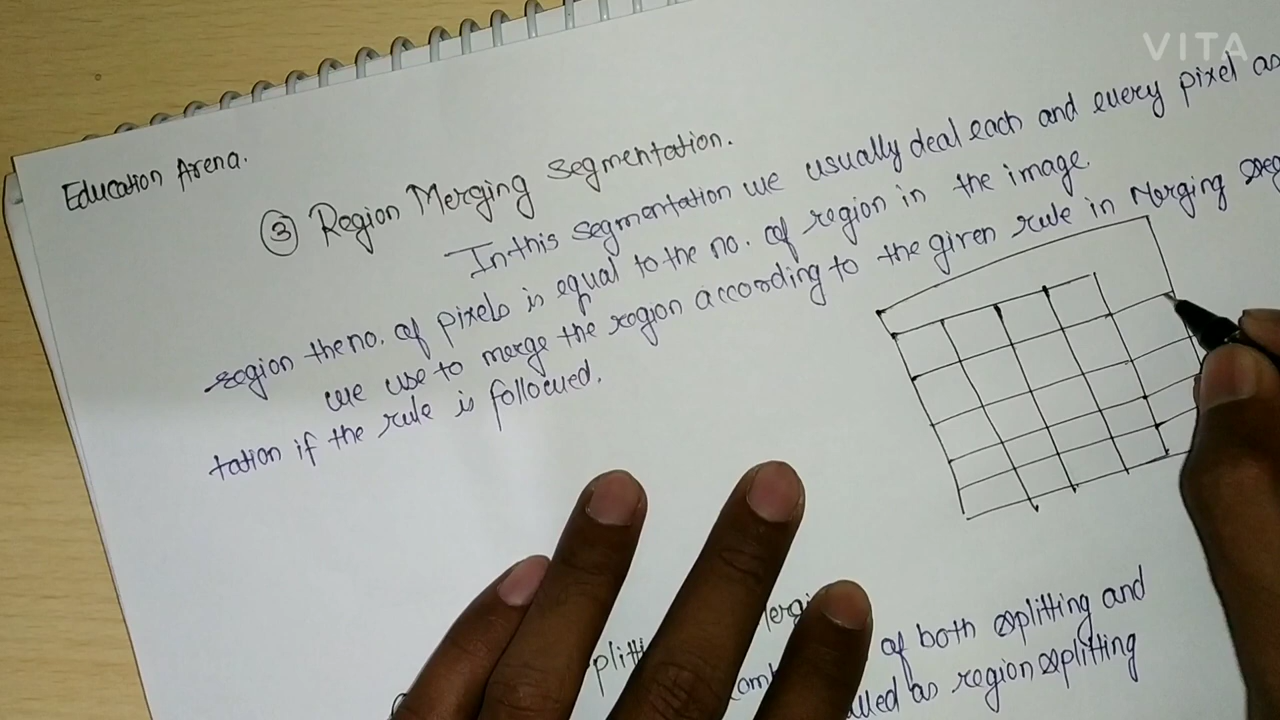 VITA
Education Arena.
③ Region Merging Segmentation.
In this segmentation we usually deal each and every pixel as
region the no. of pixels is equal to the no. of region in the image.
we use to merge the region according to the given rule in Merging seg
tation if the rule is followed.
of both splitting and
as region splitting